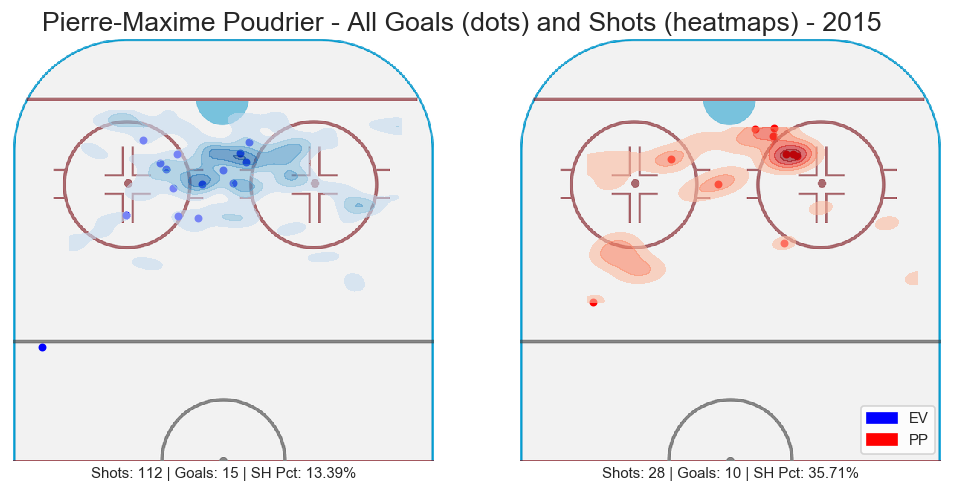 Pierre-Maxime Poudrier - All Goals (dots) and Shots (heatmaps) - 2015
EV
PP
Shots: 112 | Goals: 15 | SH Pct: 13.39%
Shots: 28 | Goals: 10 | SH Pct: 35.71%